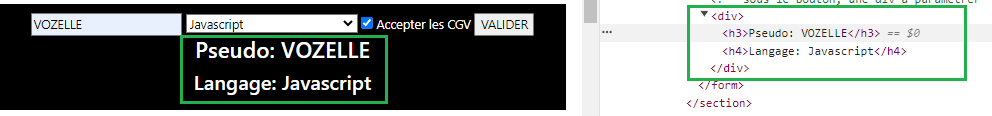 VOZELLE Javascript Accepter les CGV VALIDER
Pseudo: VOZELLE
Langage: Javascript
sous le bouton, une div à paramétrer
<div>
<h3>Pseudo: VOZELLE</h3> == $0
<h4>Langage: Javascript</h4>
</div>
</form>
</section>